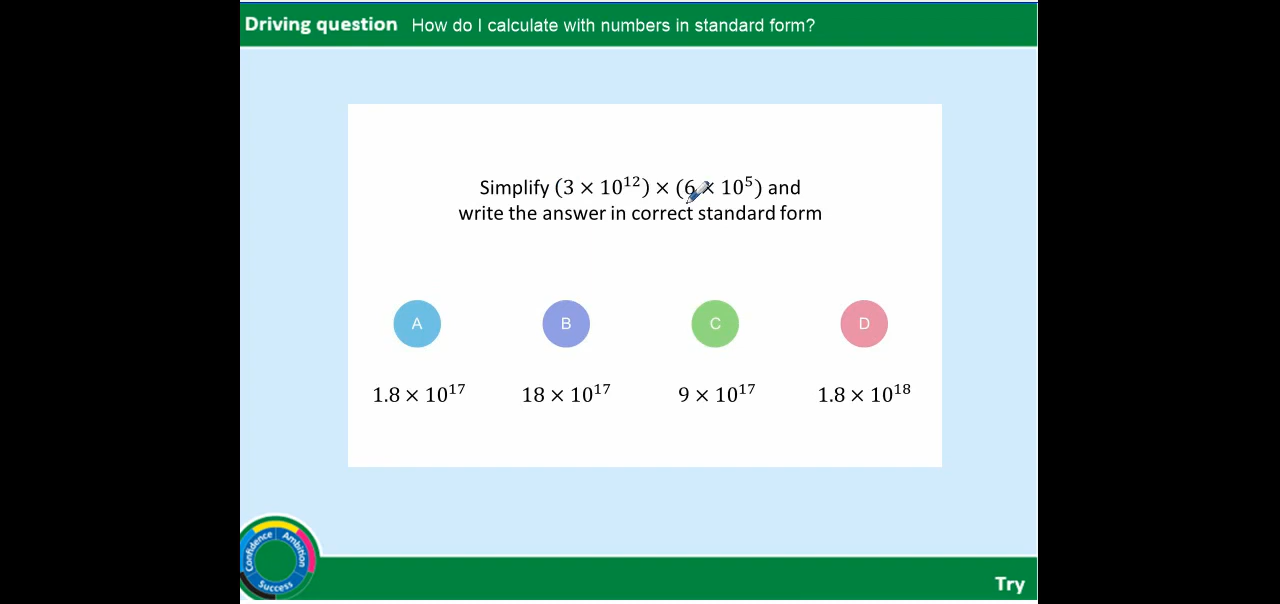 Driving question How do I calculate with numbers in standard form?
Simplify (3 × 10¹²) × (6 × 10⁵) and
write the answer in correct standard form
A B C D
1.8 × 10¹⁷ 18 × 10¹⁷ 9 × 10¹⁷ 1.8 × 10¹⁸
Confidence Ambition
Success
Try